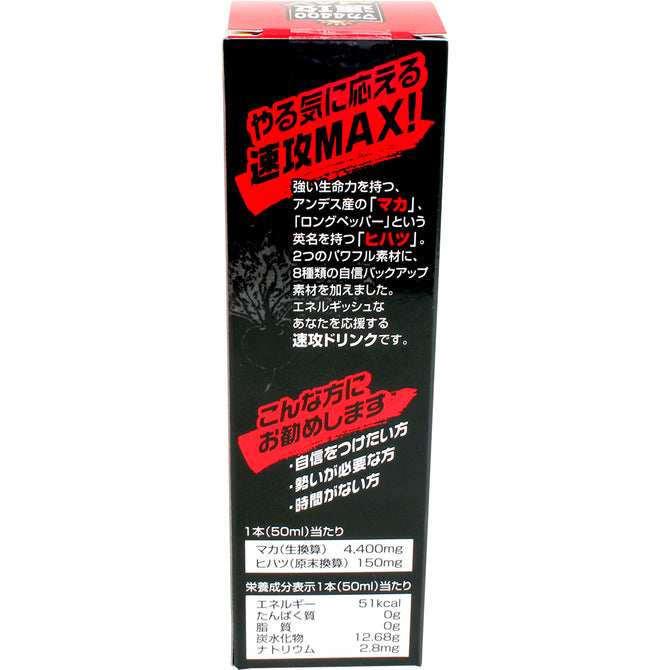 マカ4400
速攻
やる気に応える
速攻MAX!
強い生命力を持つ、
アンデス産の「マカ」、
「ロングペッパー」という
英名を持つ「ヒハツ」。
2つのパワフル素材に、
8種類の自信バックアップ
素材を加えました。
エネルギッシュな
あなたを応援する
速攻ドリンクです。
こんな方に
お勧めします。
・自信をつけたい方
・勢いが必要な方
・時間がない方
1本(50ml)当たり
マカ(生換算) 4,400mg
ヒハツ(原末換算) 150mg
栄養成分表示1本(50ml)当たり
エネルギー 51kcal
たんぱく質 0g
脂 質 0g
炭水化物 12.68g
ナトリウム 2.8mg